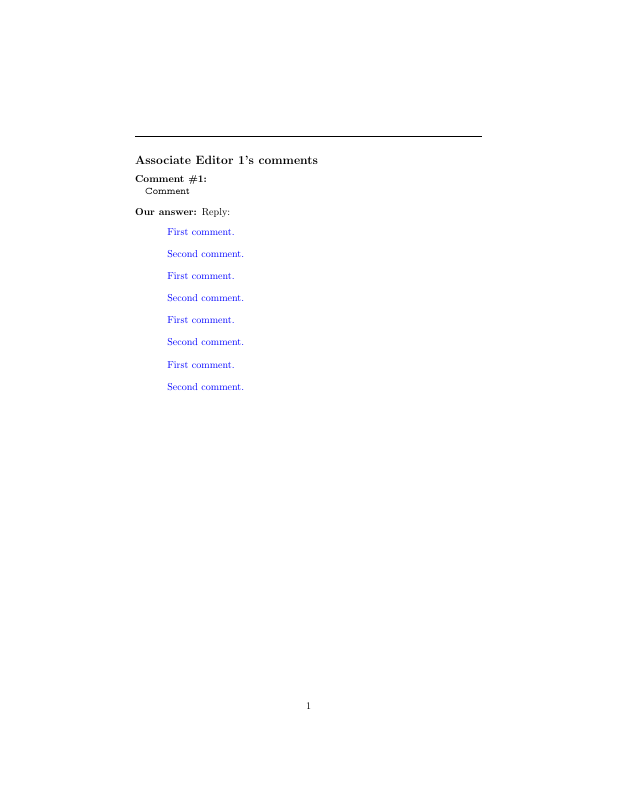 Associate Editor 1's comments
Comment #1:
Comment
Our answer: Reply:
First comment.
Second comment.
First comment.
Second comment.
First comment.
Second comment.
First comment.
Second comment.
1